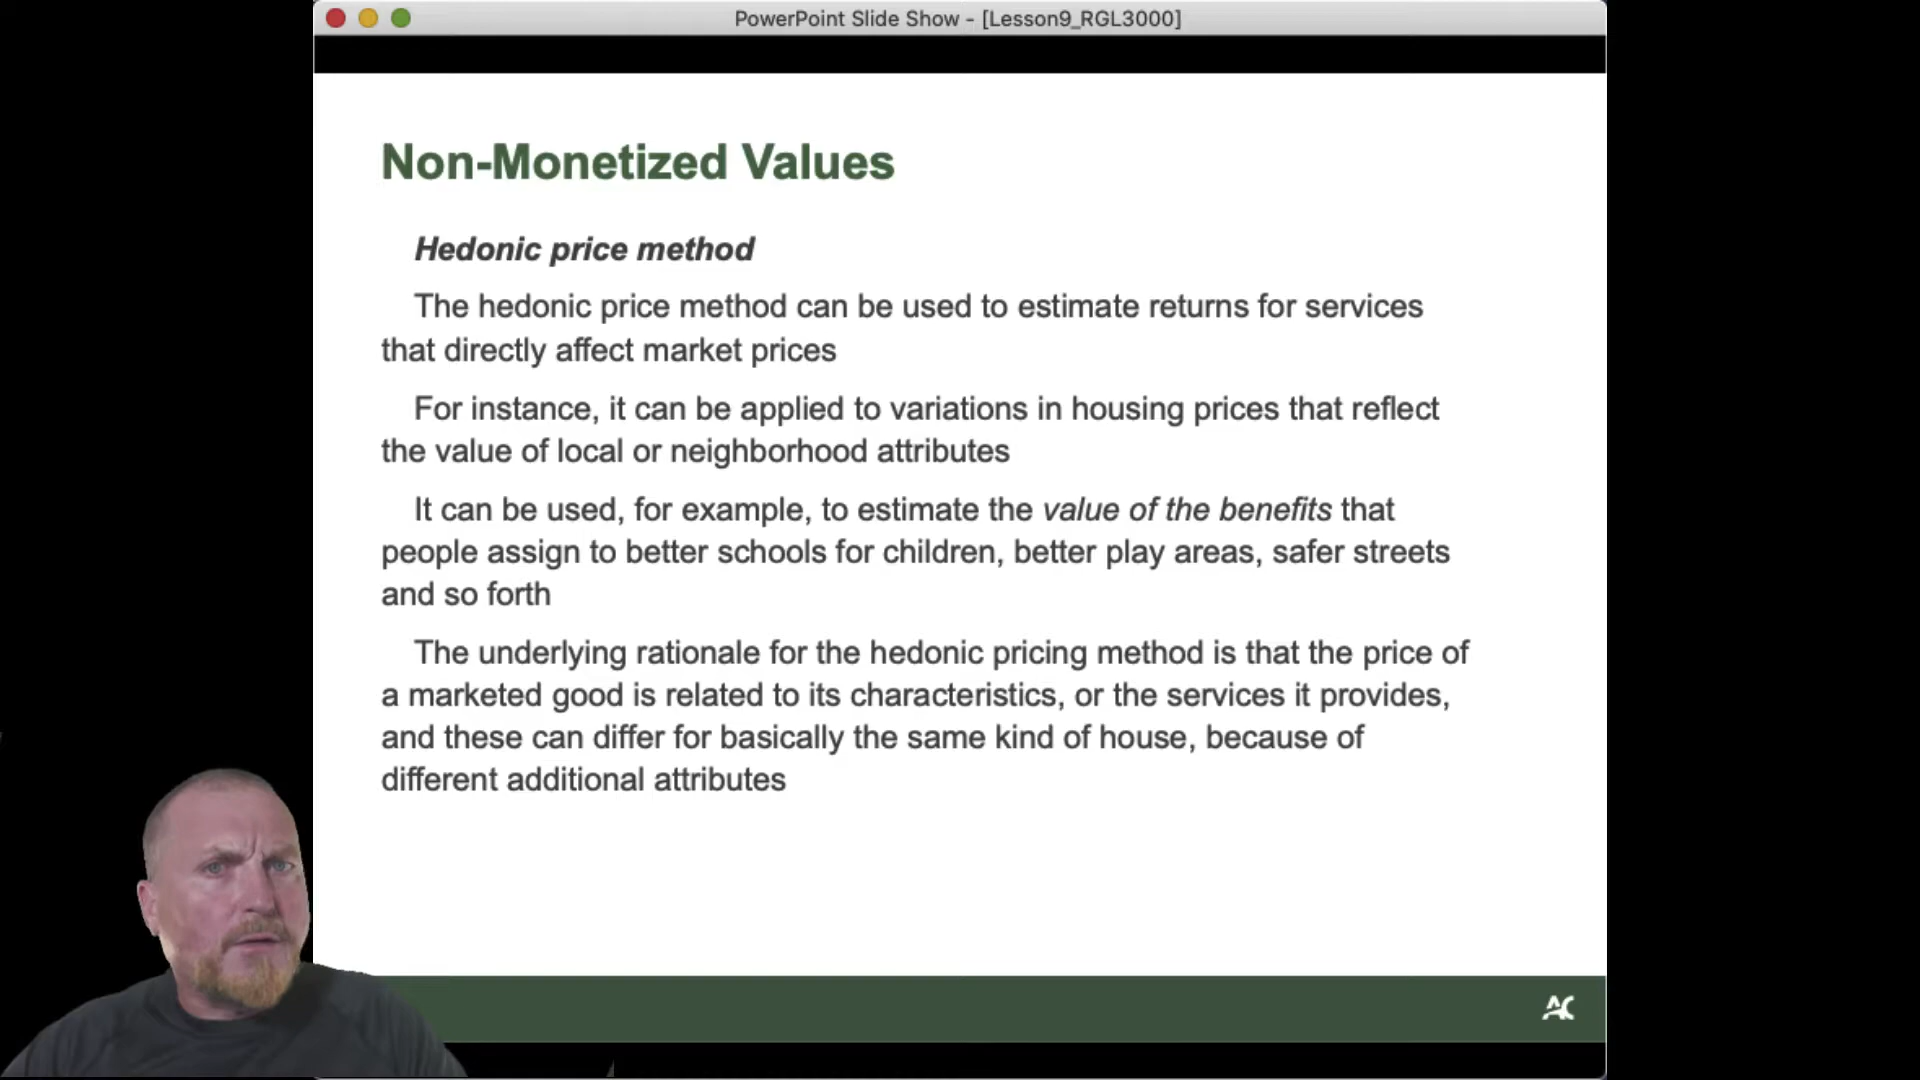 PowerPoint Slide Show - [Lesson9_RGL3000]
Non-Monetized Values
Hedonic price method
The hedonic price method can be used to estimate returns for services
that directly affect market prices
For instance, it can be applied to variations in housing prices that reflect
the value of local or neighborhood attributes
It can be used, for example, to estimate the value of the benefits that
people assign to better schools for children, better play areas, safer streets
and so forth
The underlying rationale for the hedonic pricing method is that the price of
a marketed good is related to its characteristics, or the services it provides,
and these can differ for basically the same kind of house, because of
different additional attributes
AC